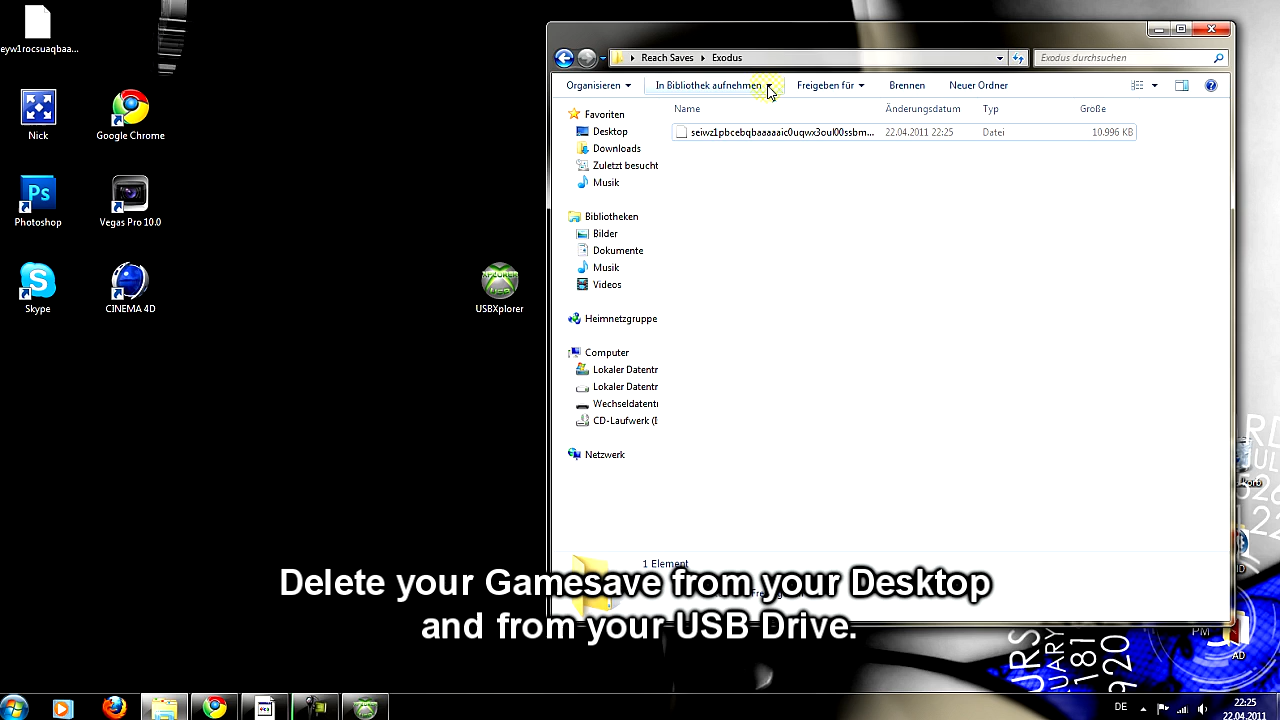 eyw1rocsuaqbaa...
Nick
Google Chrome
Photoshop
Vegas Pro 10.0
Skype
CINEMA 4D
USBXplorer
Reach Saves
Exodus
Exodus durchsuchen
Organisieren
In Bibliothek aufnehmen
Freigeben für
Brennen
Neuer Ordner
Name
Änderungsdatum
Typ
Größe
seiwz1pbcebqbaaaaaic0uqwx3oul00ssbm...
22.04.2011 22:25
Datei
10.996 KB
Favoriten
Desktop
Downloads
Zuletzt besucht
Musik
Bibliotheken
Bilder
Dokumente
Musik
Videos
Heimnetzgruppe
Computer
Lokaler Datentr
Lokaler Datentr
Wechseldatentr
CD-Laufwerk (
Netzwerk
1 Element
Delete your Gamesave from your Desktop
and from your USB Drive.
PM
AD
DE
22:25
22.04.2011